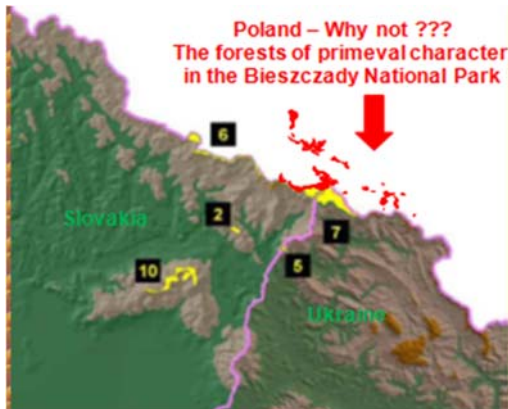 Poland – Why not ???
The forests of primeval character
in the Bieszczady National Park
6
Slovakia
2
7
10
5
Ukraine